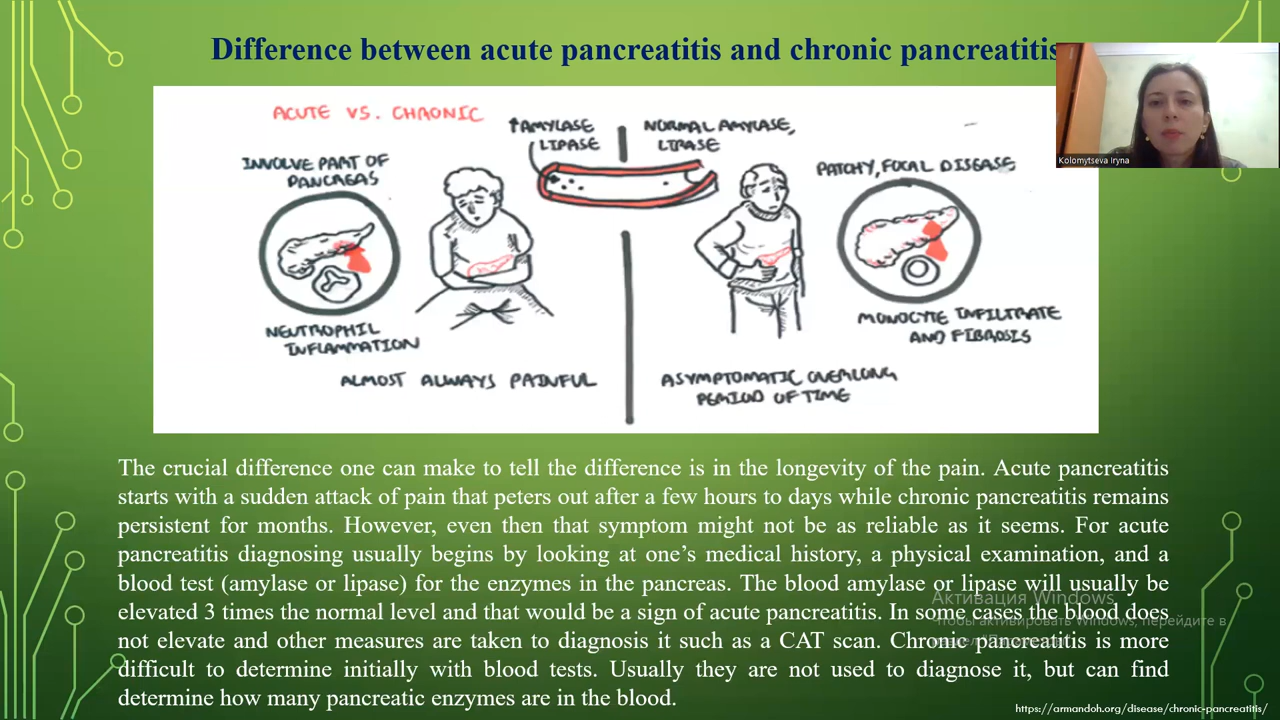 Difference between acute pancreatitis and chronic pancreatitis
Kolomytseva Iryna
ACUTE VS. CHRONIC
↑AMYLASE
LIPASE
NORMAL AMYLASE,
LIPASE
INVOLVE PART OF
PANCREAS
PATCHY, FOCAL DISEASE
NEUTROPHIL
INFLAMMATION
MONOCYTE INFILTRATE
AND FIBROSIS
ALMOST ALWAYS PAINFUL
ASYMPTOMATIC OVER LONG
PERIOD OF TIME
The crucial difference one can make to tell the difference is in the longevity of the pain. Acute pancreatitis
starts with a sudden attack of pain that peters out after a few hours to days while chronic pancreatitis remains
persistent for months. However, even then that symptom might not be as reliable as it seems. For acute
pancreatitis diagnosing usually begins by looking at one’s medical history, a physical examination, and a
blood test (amylase or lipase) for the enzymes in the pancreas. The blood amylase or lipase will usually be
elevated 3 times the normal level and that would be a sign of acute pancreatitis. In some cases the blood does
not elevate and other measures are taken to diagnosis it such as a CAT scan. Chronic pancreatitis is more
difficult to determine initially with blood tests. Usually they are not used to diagnose it, but can find
determine how many pancreatic enzymes are in the blood.
Активация Windows
Чтобы активировать Windows, перейдите в
https://armandoh.org/disease/chronic-pancreatitis/